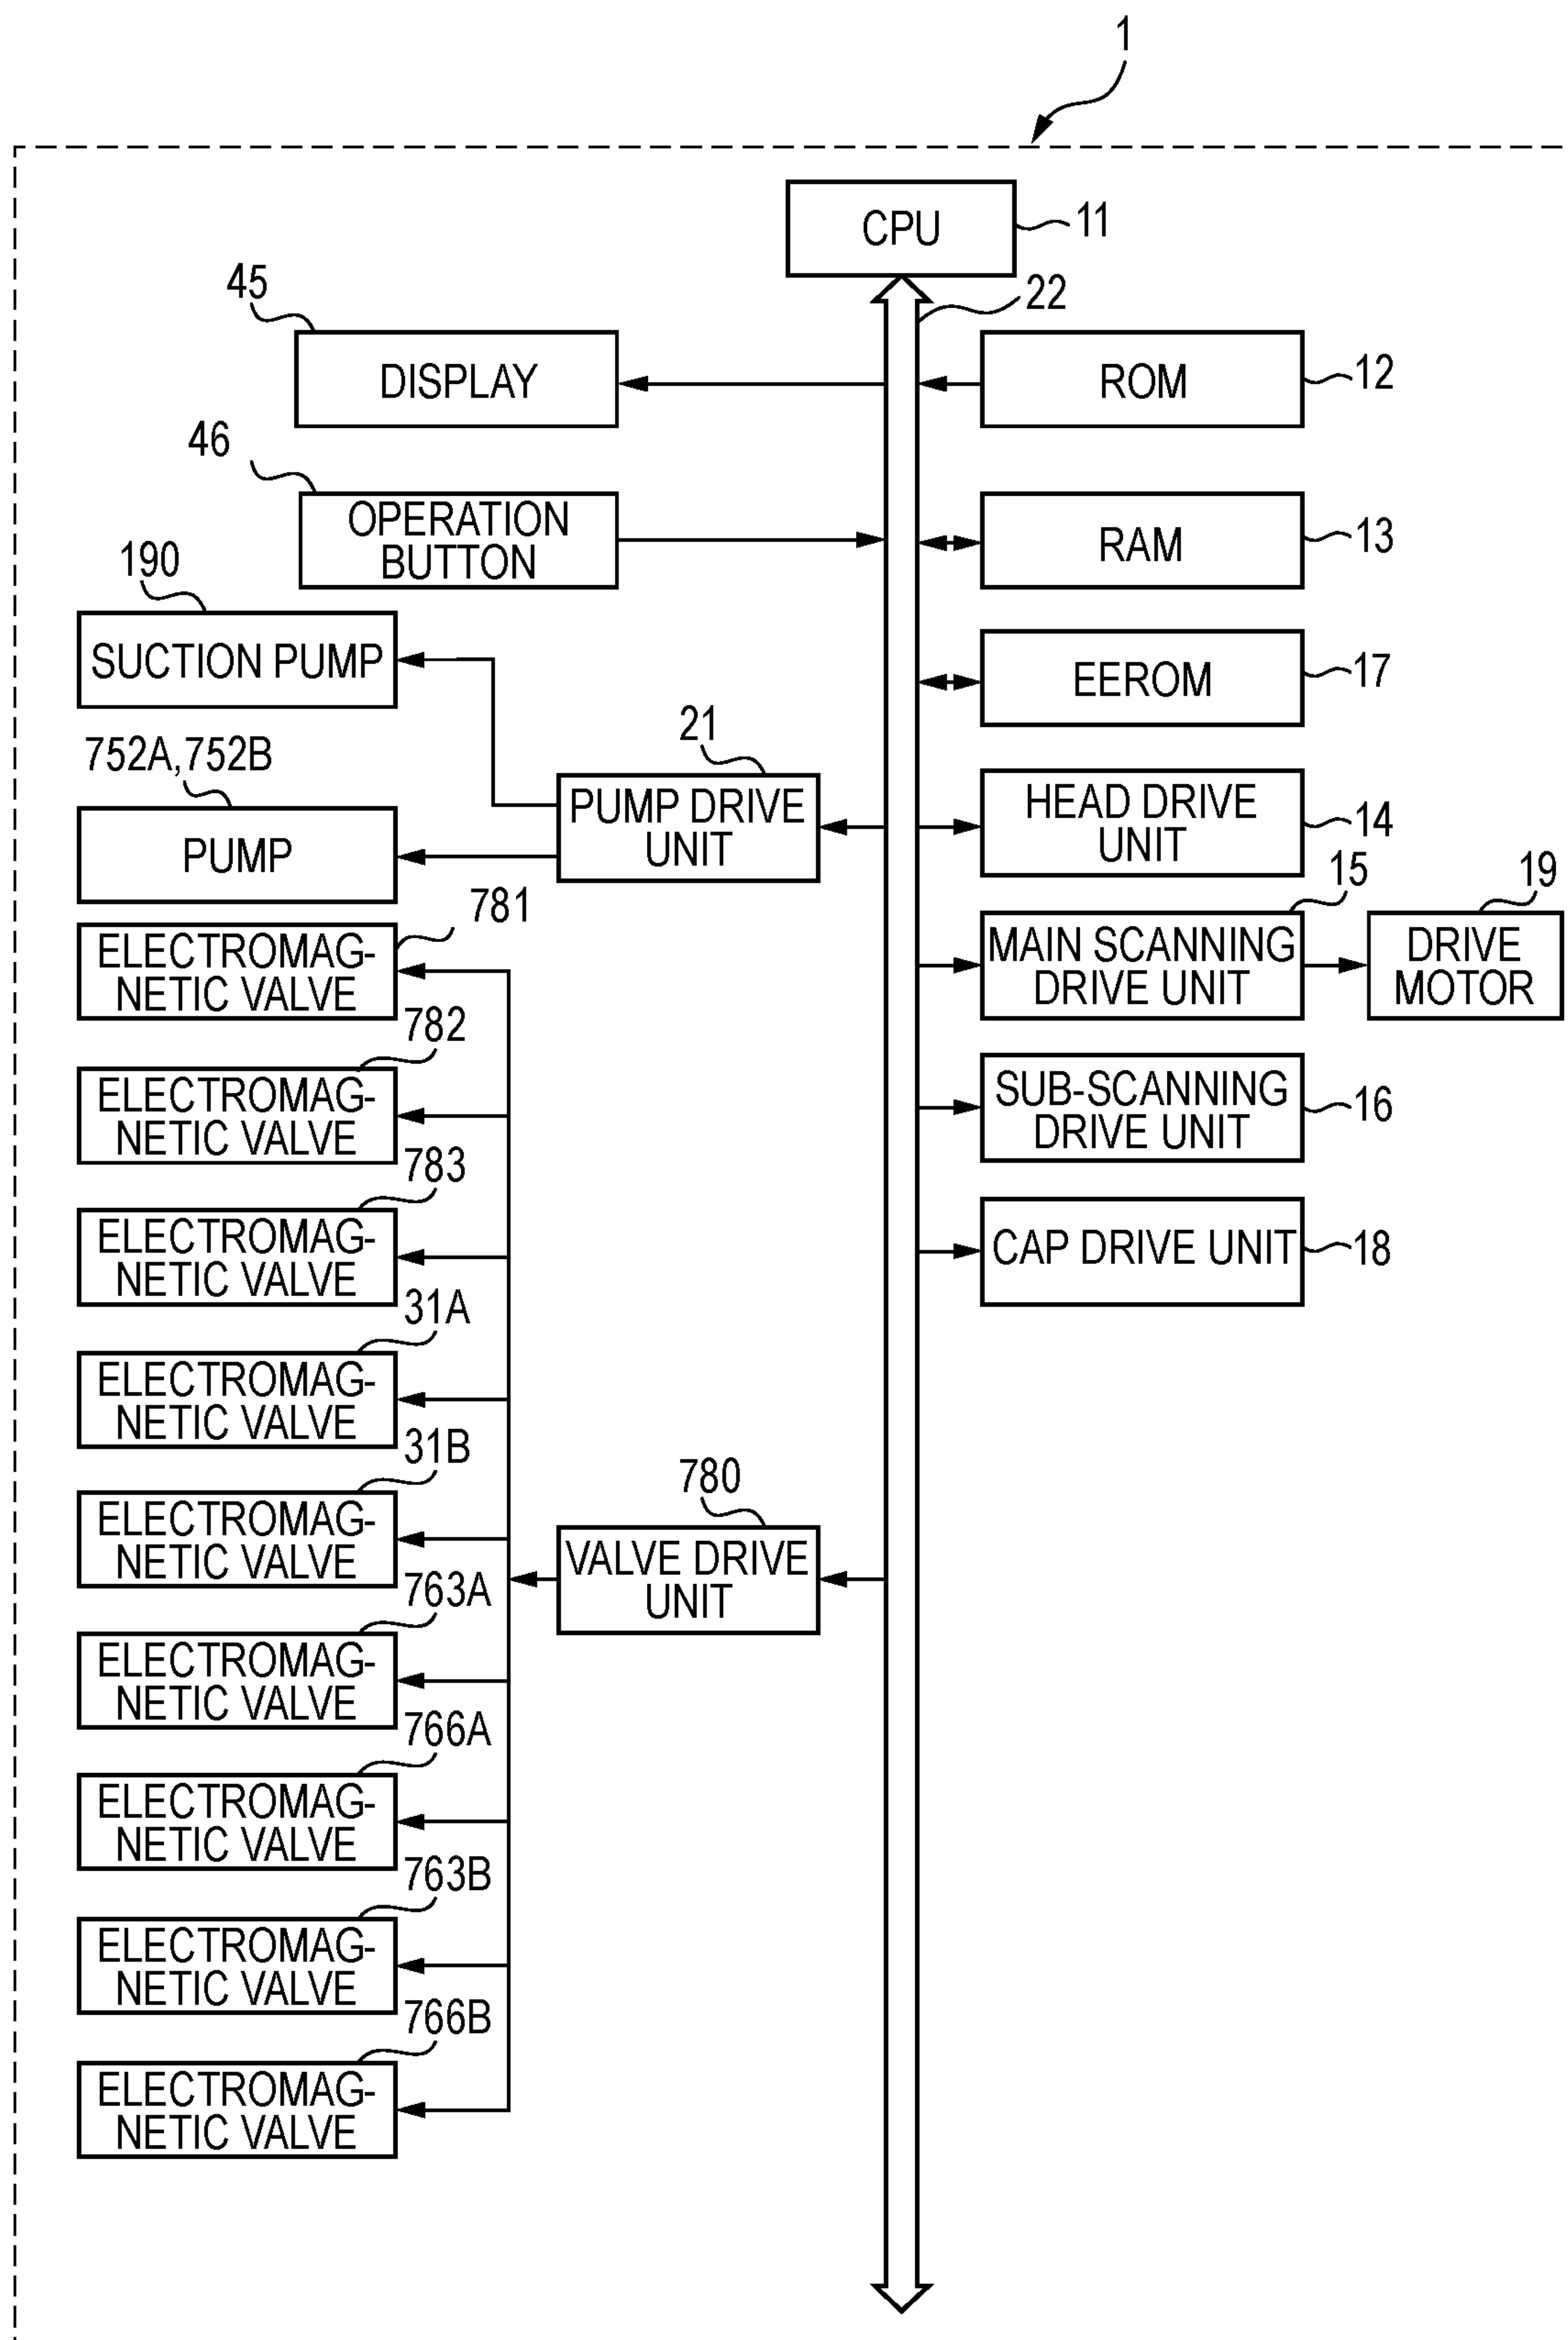 1
CPU
11
22
45
DISPLAY
ROM
12
46
OPERATION
BUTTON
RAM
13
190
SUCTION PUMP
EEROM
17
752A,752B
PUMP
21
PUMP DRIVE
UNIT
HEAD DRIVE
UNIT
14
781
ELECTROMAG-
NETIC VALVE
15
MAIN SCANNING
DRIVE UNIT
19
DRIVE
MOTOR
782
ELECTROMAG-
NETIC VALVE
SUB-SCANNING
DRIVE UNIT
16
783
ELECTROMAG-
NETIC VALVE
CAP DRIVE UNIT
18
31A
ELECTROMAG-
NETIC VALVE
31B
ELECTROMAG-
NETIC VALVE
780
VALVE DRIVE
UNIT
763A
ELECTROMAG-
NETIC VALVE
766A
ELECTROMAG-
NETIC VALVE
763B
ELECTROMAG-
NETIC VALVE
766B
ELECTROMAG-
NETIC VALVE